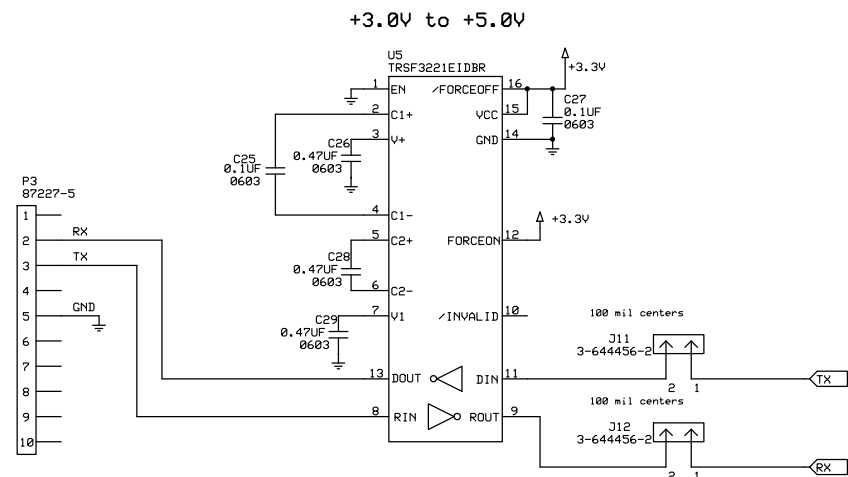 +3.0V to +5.0V
U5
TRSF3221EIDBR
1 EN
2 C1+
3 V+
4 C1-
5 C2+
6 C2-
7 V1
13 DOUT
8 RIN
/FORCEOFF 16
VCC 15
GND 14
FORCEON 12
/INVALID 10
DIN 11
ROUT 9
+3.3V
C27
0.1UF
0603
+3.3V
C25
0.1UF
0603
C26
0.47UF
0603
C28
0.47UF
0603
C29
0.47UF
0603
P3
87227-5
1
2 RX
3 TX
4
5 GND
6
7
8
9
10
100 mil centers
J11
3-644456-2
2 1
TX
100 mil centers
J12
3-644456-2
2 1
RX